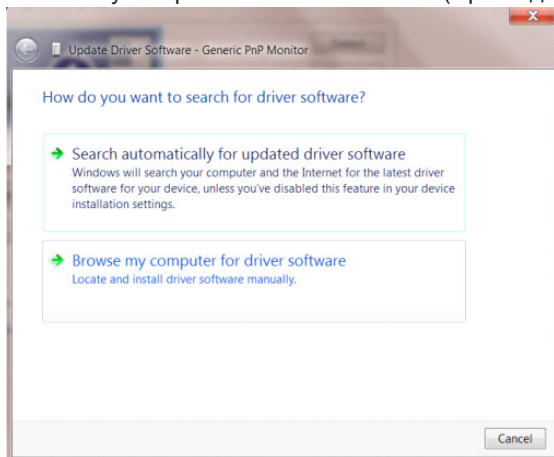 Update Driver Software - Generic PnP Monitor
How do you want to search for driver software?
Search automatically for updated driver software
Windows will search your computer and the Internet for the latest driver
software for your device, unless you've disabled this feature in your device
installation settings.
Browse my computer for driver software
Locate and install driver software manually.
Cancel